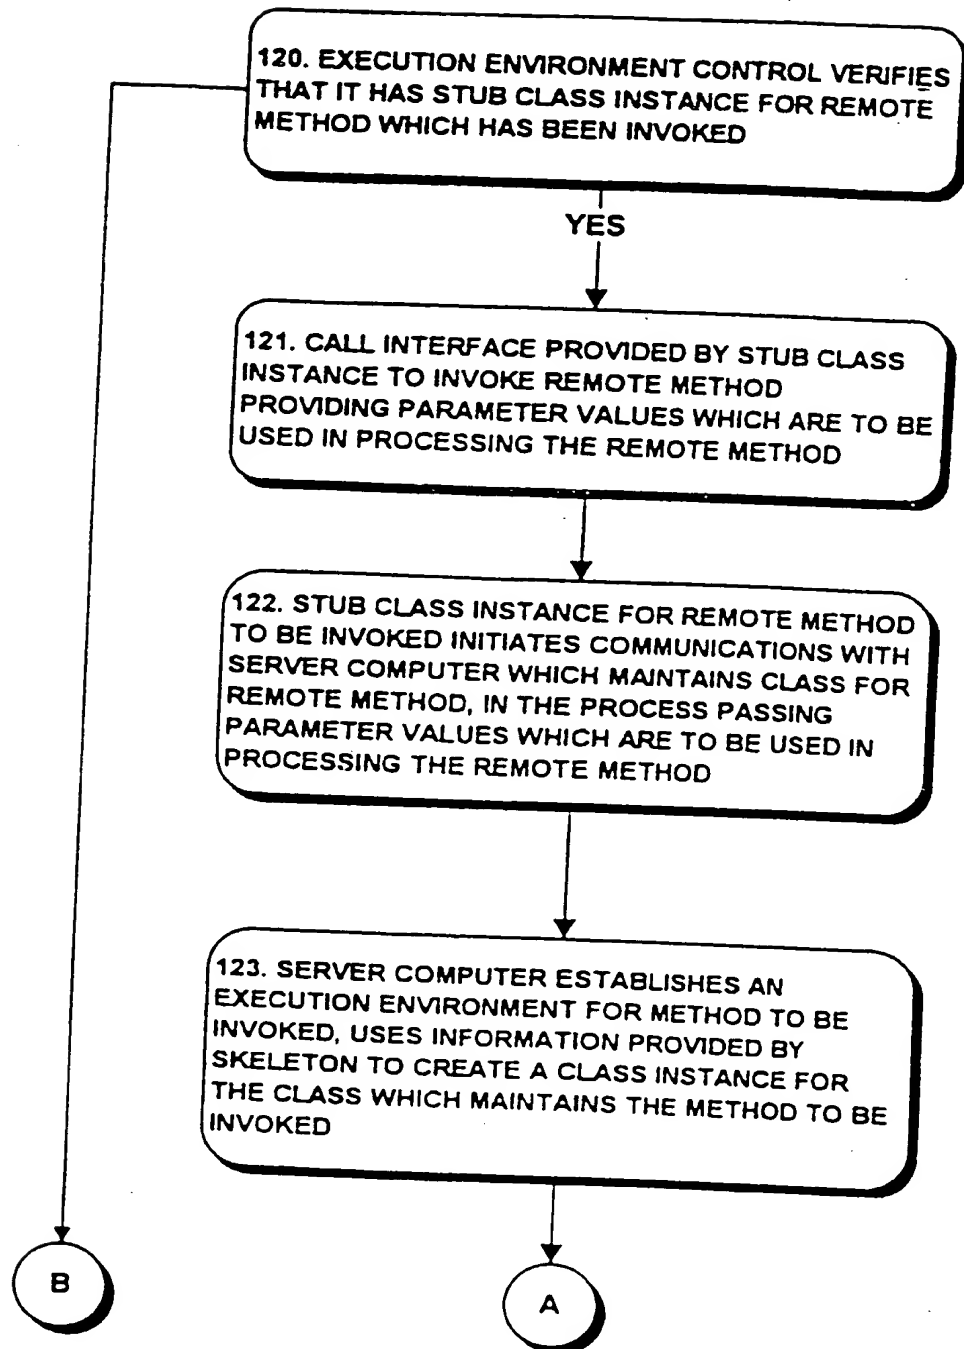 120. EXECUTION ENVIRONMENT CONTROL VERIFIES
THAT IT HAS STUB CLASS INSTANCE FOR REMOTE
METHOD WHICH HAS BEEN INVOKED
YES
121. CALL INTERFACE PROVIDED BY STUB CLASS
INSTANCE TO INVOKE REMOTE METHOD
PROVIDING PARAMETER VALUES WHICH ARE TO BE
USED IN PROCESSING THE REMOTE METHOD
122. STUB CLASS INSTANCE FOR REMOTE METHOD
TO BE INVOKED INITIATES COMMUNICATIONS WITH
SERVER COMPUTER WHICH MAINTAINS CLASS FOR
REMOTE METHOD, IN THE PROCESS PASSING
PARAMETER VALUES WHICH ARE TO BE USED IN
PROCESSING THE REMOTE METHOD
123. SERVER COMPUTER ESTABLISHES AN
EXECUTION ENVIRONMENT FOR METHOD TO BE
INVOKED, USES INFORMATION PROVIDED BY
SKELETON TO CREATE A CLASS INSTANCE FOR
THE CLASS WHICH MAINTAINS THE METHOD TO BE
INVOKED
B
A